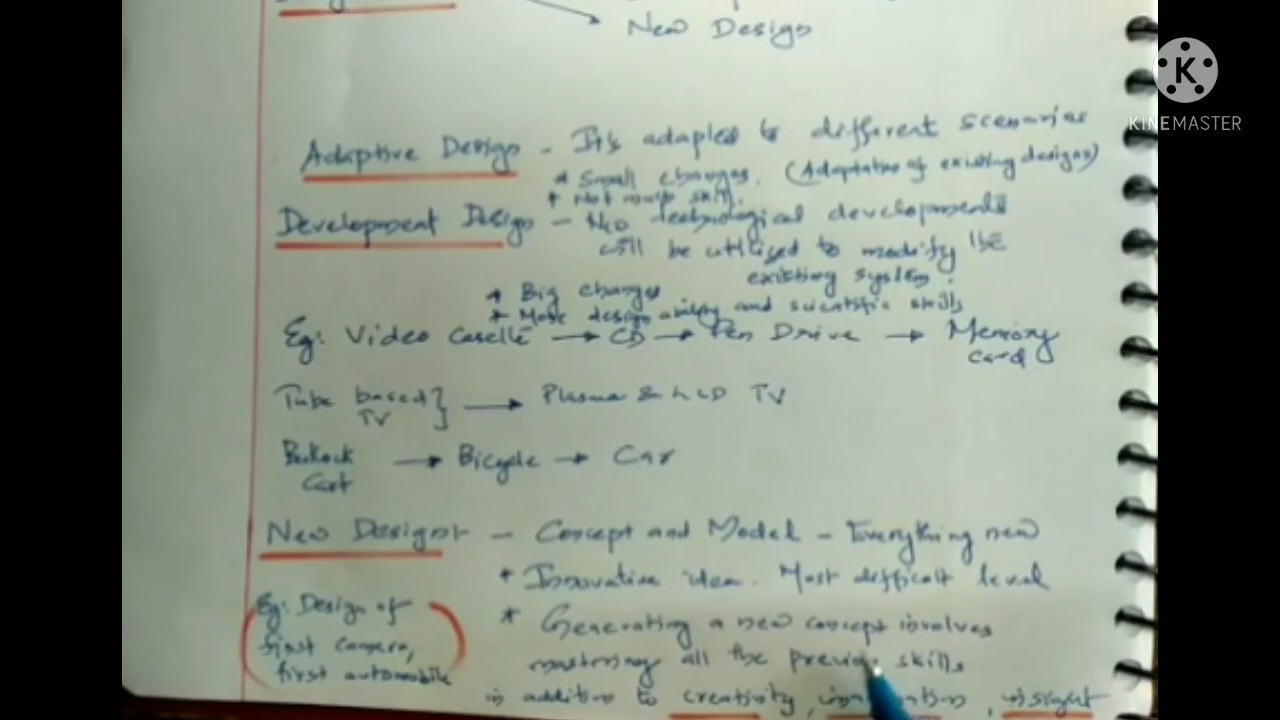 New Design
Adaptive Design - It's adapted to different scenarios
* Small changes. (Adaptation of existing designs)
* Not much skill.
Development Design - New technological developments
will be utilised to modify the
existing system.
* Big changes
* More design ability and scientific skills
Eg: Video Casette → CD → Pen Drive → Memory
card
Tube based } → Plasma & LCD TV
TV
Bullock → Bicycle → Car
Cart
New Design - Concept and Model - Everything new
* Innovative idea. Most difficult level
Eg: Design of
first camera,
first automobile
* Generating a new concept involves
mastering all the previous skills
in addition to creativity, , insight
K
KINEMASTER